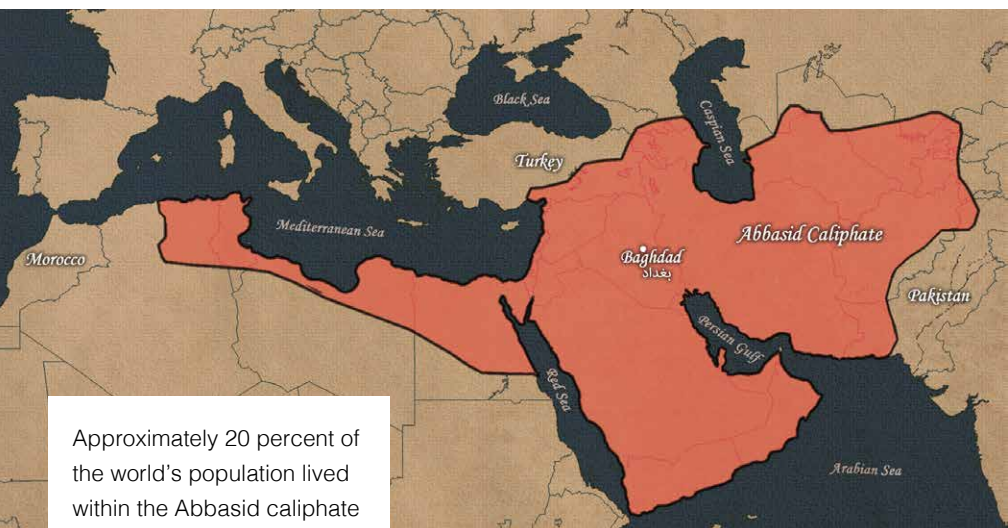 Black Sea
Caspian Sea
Turkey
Mediterranean Sea
Abbasid Caliphate
Morocco
Baghdad
بغداد
Pakistan
Persian Gulf
Red Sea
Arabian Sea
Approximately 20 percent of
the world’s population lived
within the Abbasid caliphate